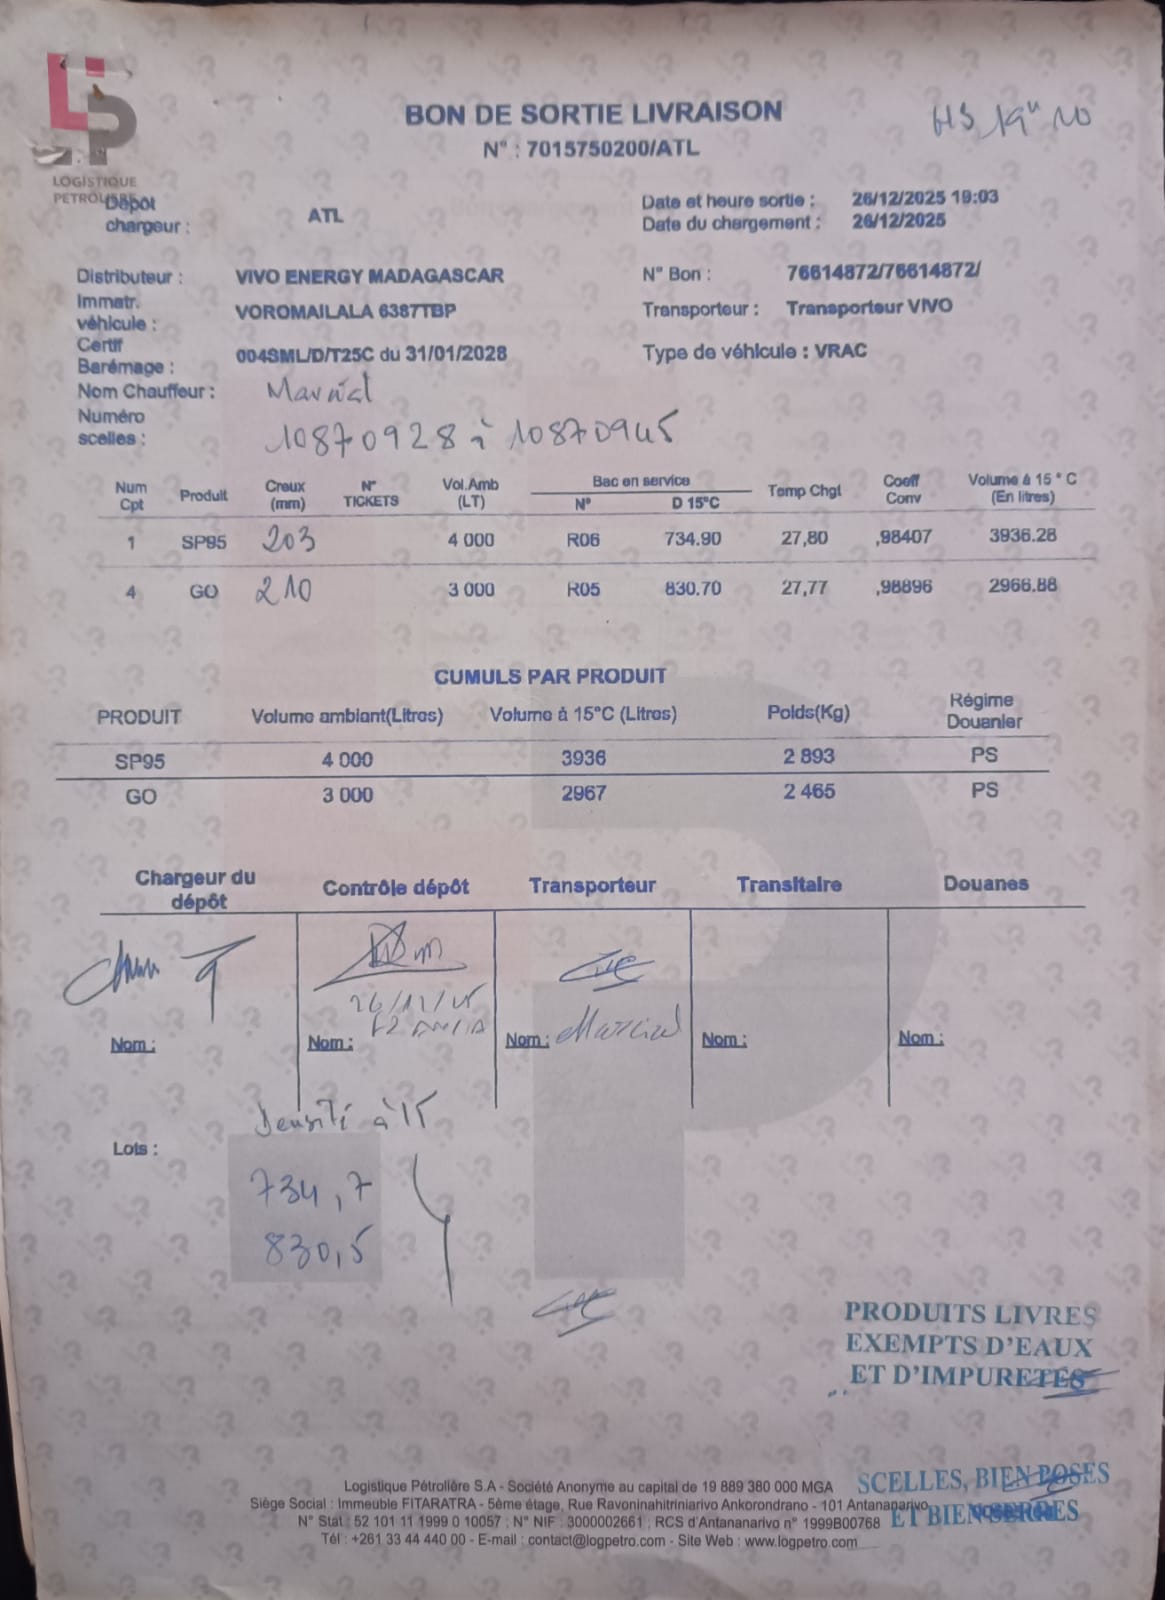 LP
LOGISTIQUE
PETROLIERE
BON DE SORTIE LIVRAISON
N° : 7015750200/ATL
HS 19h10
Dépôt chargeur : ATL
Date et heure sortie : 26/12/2025 19:03
Date du chargement : 26/12/2025
Distributeur : VIVO ENERGY MADAGASCAR
N° Bon : 76614872/76614872/
Immatr. véhicule : VOROMAILALA 6387TBP
Transporteur : Transporteur VIVO
Certif Barémage : 004SML/D/T25C du 31/01/2028
Type de véhicule : VRAC
Nom Chauffeur : Marcial
Numéro scelles : 10870928 à 10870945
Num Cpt Produit Creux (mm) N° TICKETS Vol.Amb (LT) Bac en service N° D 15°C Temp Chgt Coeff Conv Volume à 15 ° C (En litres)
1 SP95 203 4 000 R06 734.90 27,80 ,98407 3936.28
4 GO 210 3 000 R05 830.70 27,77 ,98896 2966.88
CUMULS PAR PRODUIT
PRODUIT Volume ambiant(Litres) Volume à 15°C (Litres) Poids(Kg) Régime Douanier
SP95 4 000 3936 2 893 PS
GO 3 000 2967 2 465 PS
Chargeur du dépôt Contrôle dépôt Transporteur Transitaire Douanes
26/12/25
Nom : Nom : Nom : Marcial Nom : Nom :
Densité à 15
Lots :
734,7
830,5
PRODUITS LIVRES
EXEMPTS D'EAUX
ET D'IMPURETES
SCELLES, BIEN POSES
ET BIEN SERRES
Logistique Pétrolière S.A - Société Anonyme au capital de 19 889 380 000 MGA
Siège Social : Immeuble FITARATRA - 5ème étage, Rue Ravoninahitriniarivo Ankorondrano - 101 Antananarivo
N° Stat : 52 101 11 1999 0 10057 ; N° NIF : 3000002661 ; RCS d'Antananarivo n° 1999B00768
Tél : +261 33 44 440 00 - E-mail : contact@logpetro.com - Site Web : www.logpetro.com